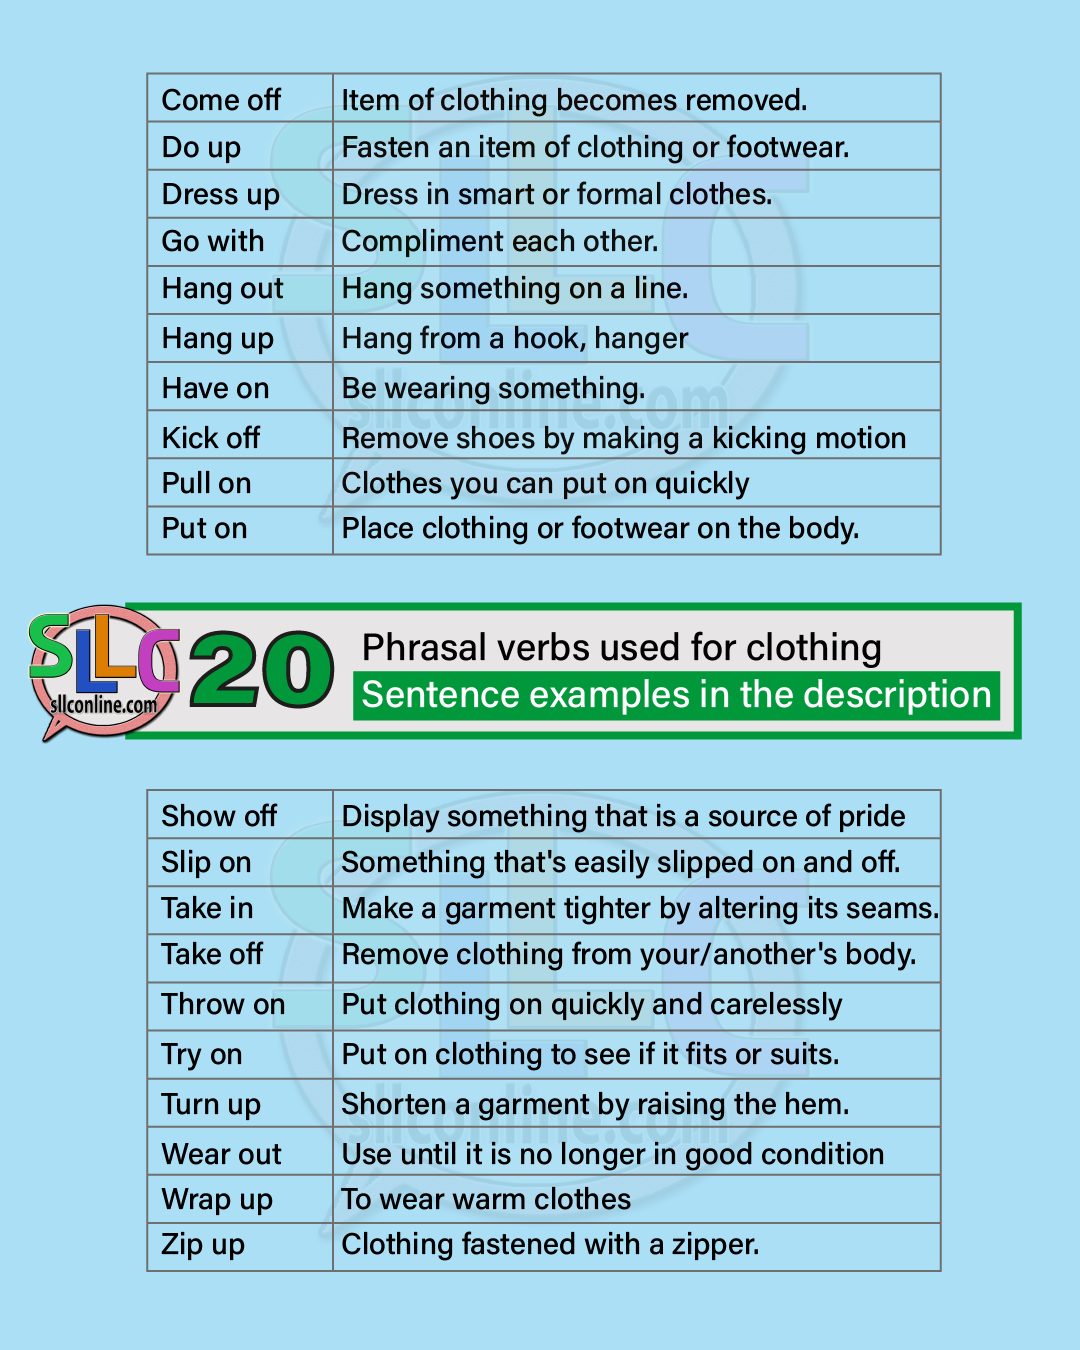 Come off Item of clothing becomes removed.
Do up Fasten an item of clothing or footwear.
Dress up Dress in smart or formal clothes.
Go with Compliment each other.
Hang out Hang something on a line.
Hang up Hang from a hook, hanger
Have on Be wearing something.
Kick off Remove shoes by making a kicking motion
Pull on Clothes you can put on quickly
Put on Place clothing or footwear on the body.
SLLC
sllconline.com
SLLC
sllconline.com
20
Phrasal verbs used for clothing
Sentence examples in the description
Show off Display something that is a source of pride
Slip on Something that's easily slipped on and off.
Take in Make a garment tighter by altering its seams.
Take off Remove clothing from your/another's body.
Throw on Put clothing on quickly and carelessly
Try on Put on clothing to see if it fits or suits.
Turn up Shorten a garment by raising the hem.
Wear out Use until it is no longer in good condition
Wrap up To wear warm clothes
Zip up Clothing fastened with a zipper.
SLLC
sllconline.com